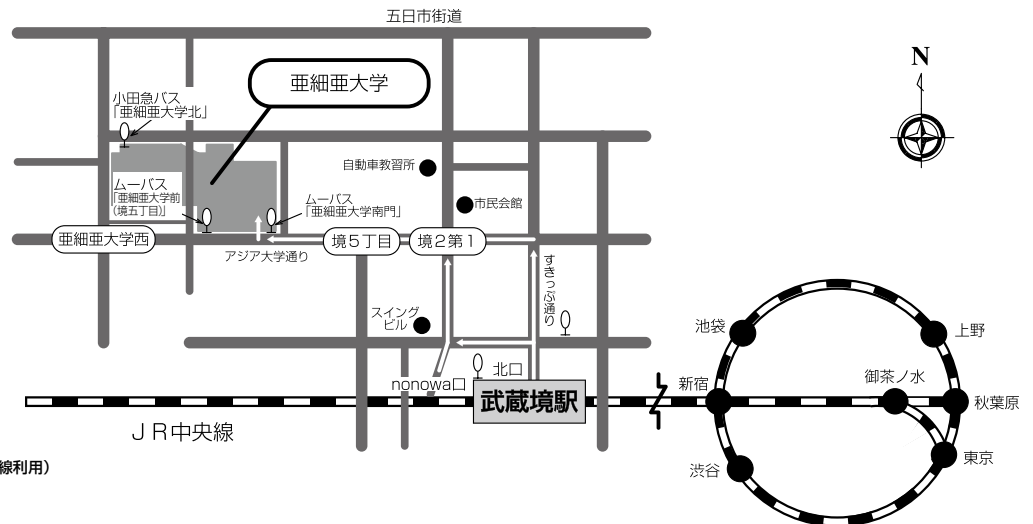 五日市街道
N
亜細亜大学
小田急バス
「亜細亜大学北」
自動車教習所
ムーバス
「亜細亜大学前
(境五丁目)」
ムーバス
「亜細亜大学南門」
市民会館
亜細亜大学西
境5丁目
境2第1
アジア大学通り
すきっぷ通り
スイング
ビル
北口
nonowa口
武蔵境駅
JR中央線
線利用)
池袋
上野
新宿
御茶ノ水
秋葉原
渋谷
東京